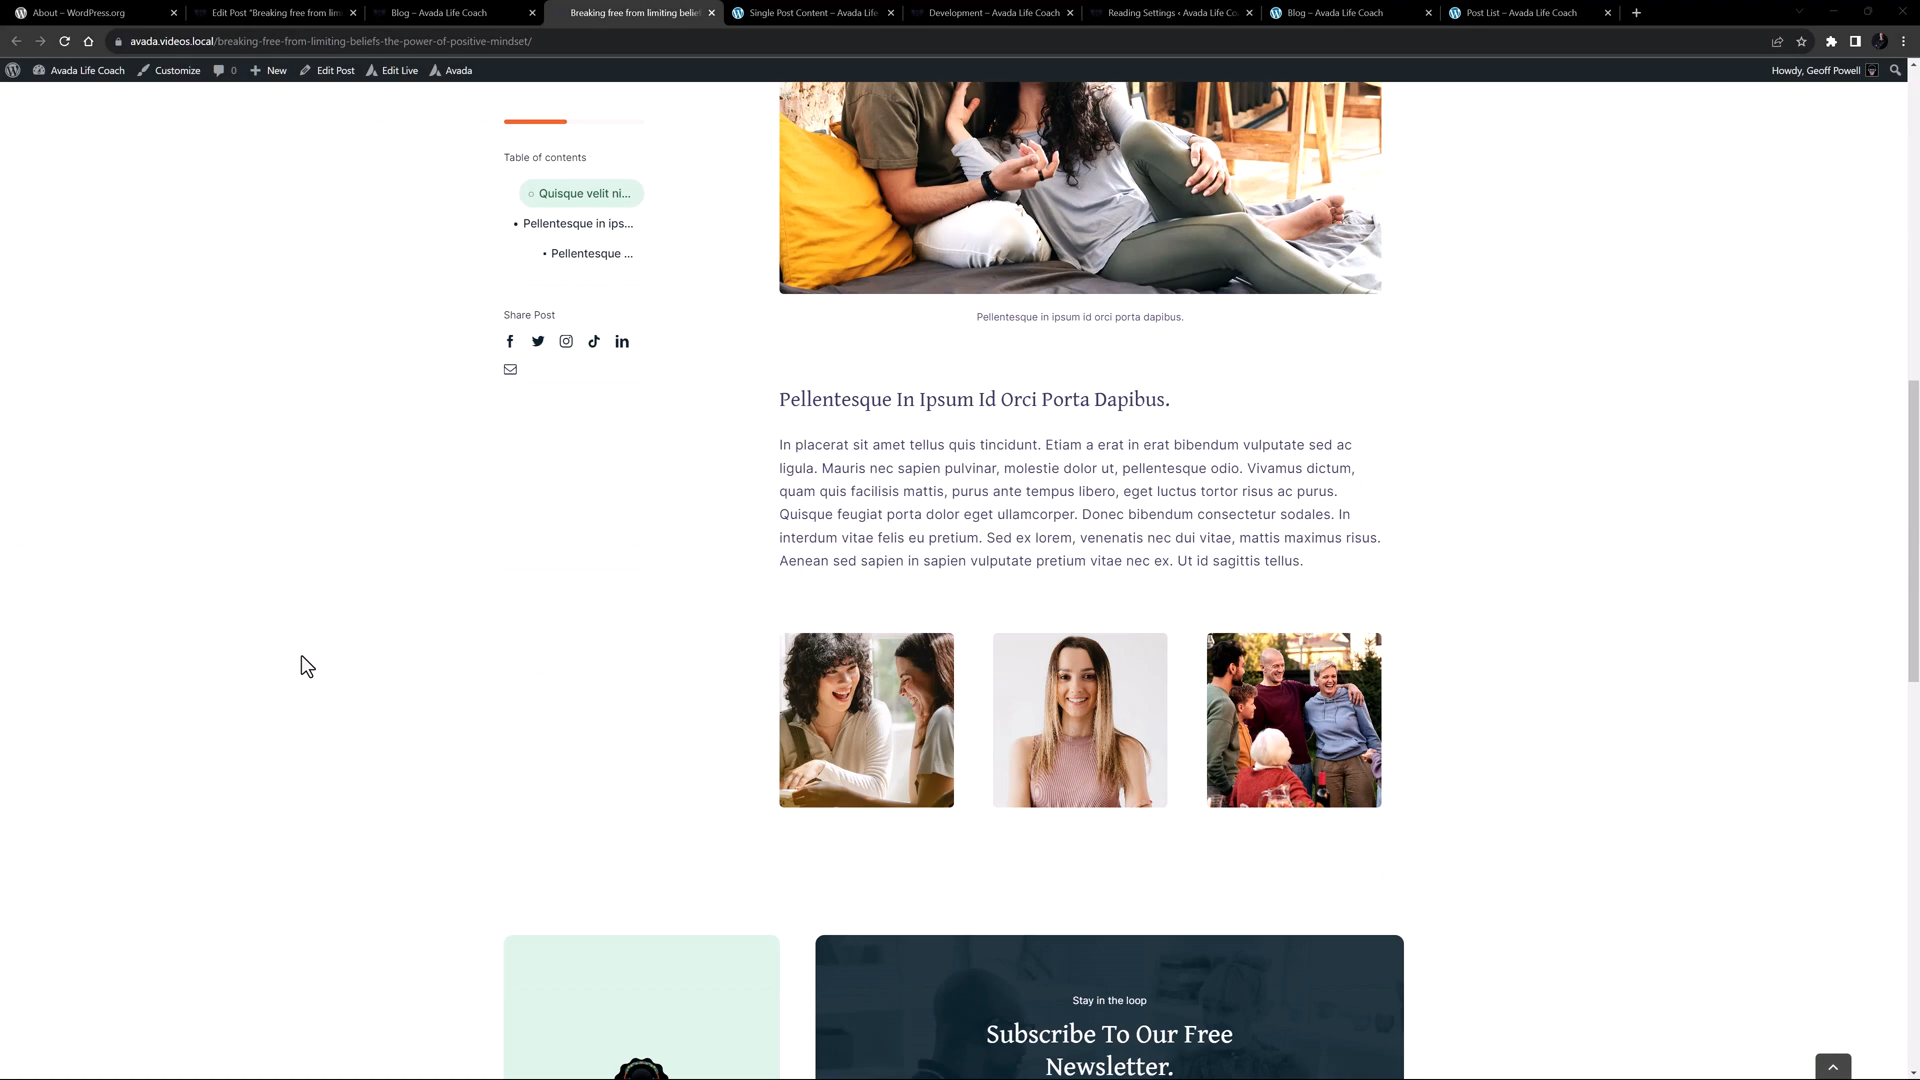 About – WordPress.org
Edit Post "Breaking free from lim
Blog – Avada Life Coach
Breaking free from limiting belie
Single Post Content – Avada Life
Development – Avada Life Coach
Reading Settings ‹ Avada Life Co
Blog – Avada Life Coach
Post List – Avada Life Coach
avada.videos.local/breaking-free-from-limiting-beliefs-the-power-of-positive-mindset/
Avada Life Coach
Customize
0
New
Edit Post
Edit Live
Avada
Howdy, Geoff Powell
Table of contents
Quisque velit ni...
Pellentesque in ips...
Pellentesque ...
Share Post
Pellentesque in ipsum id orci porta dapibus.
Pellentesque In Ipsum Id Orci Porta Dapibus.
In placerat sit amet tellus quis tincidunt. Etiam a erat in erat bibendum vulputate sed ac
ligula. Mauris nec sapien pulvinar, molestie dolor ut, pellentesque odio. Vivamus dictum,
quam quis facilisis mattis, purus ante tempus libero, eget luctus tortor risus ac purus.
Quisque feugiat porta dolor eget ullamcorper. Donec bibendum consectetur sodales. In
interdum vitae felis eu pretium. Sed ex lorem, venenatis nec dui vitae, mattis maximus risus.
Aenean sed sapien in sapien vulputate pretium vitae nec ex. Ut id sagittis tellus.
Stay in the loop
Subscribe To Our Free
Newsletter.